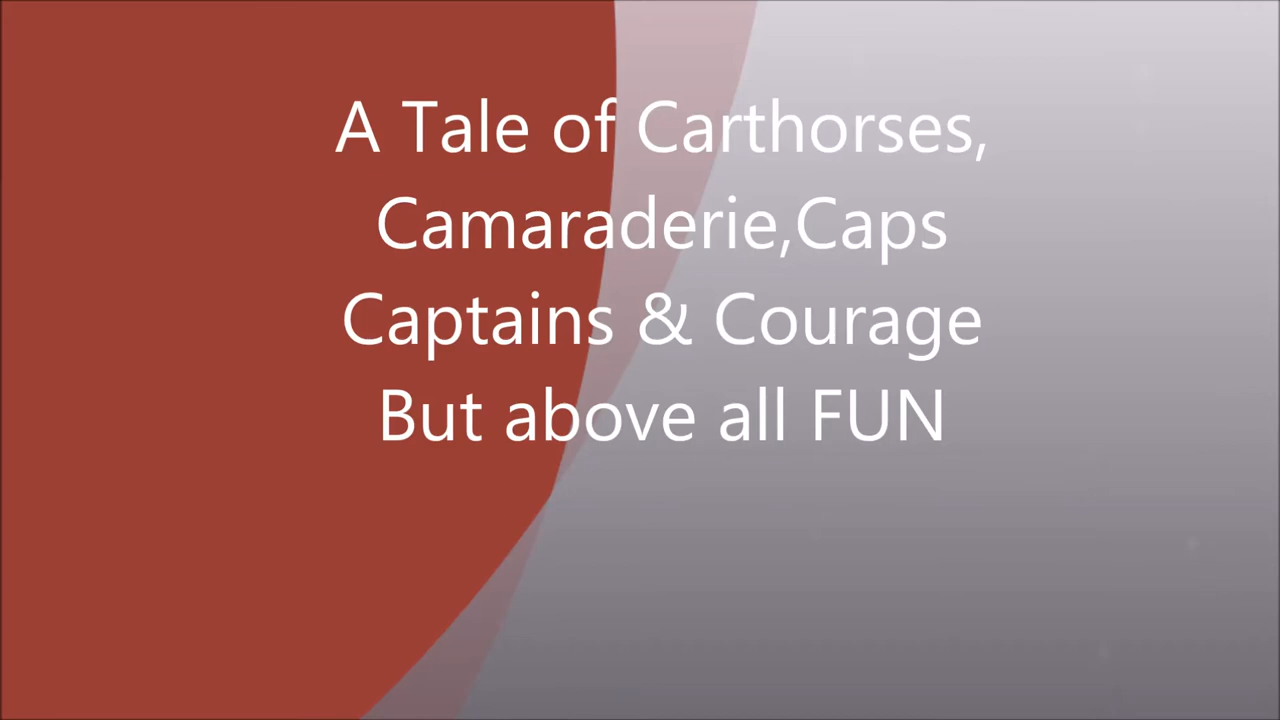 A Tale of Carthorses,
Camaraderie,Caps
Captains & Courage
But above all FUN